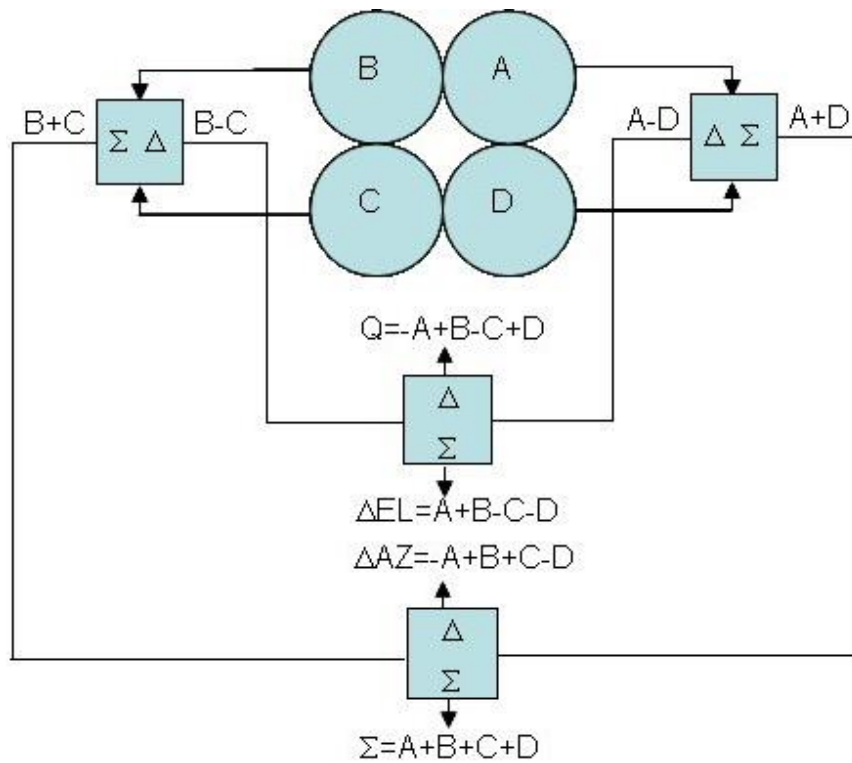 B A
B+C B-C A-D A+D
Σ Δ Δ Σ
C D
Q=-A+B-C+D
Δ
Σ
ΔEL=A+B-C-D
ΔAZ=-A+B+C-D
Δ
Σ
Σ=A+B+C+D